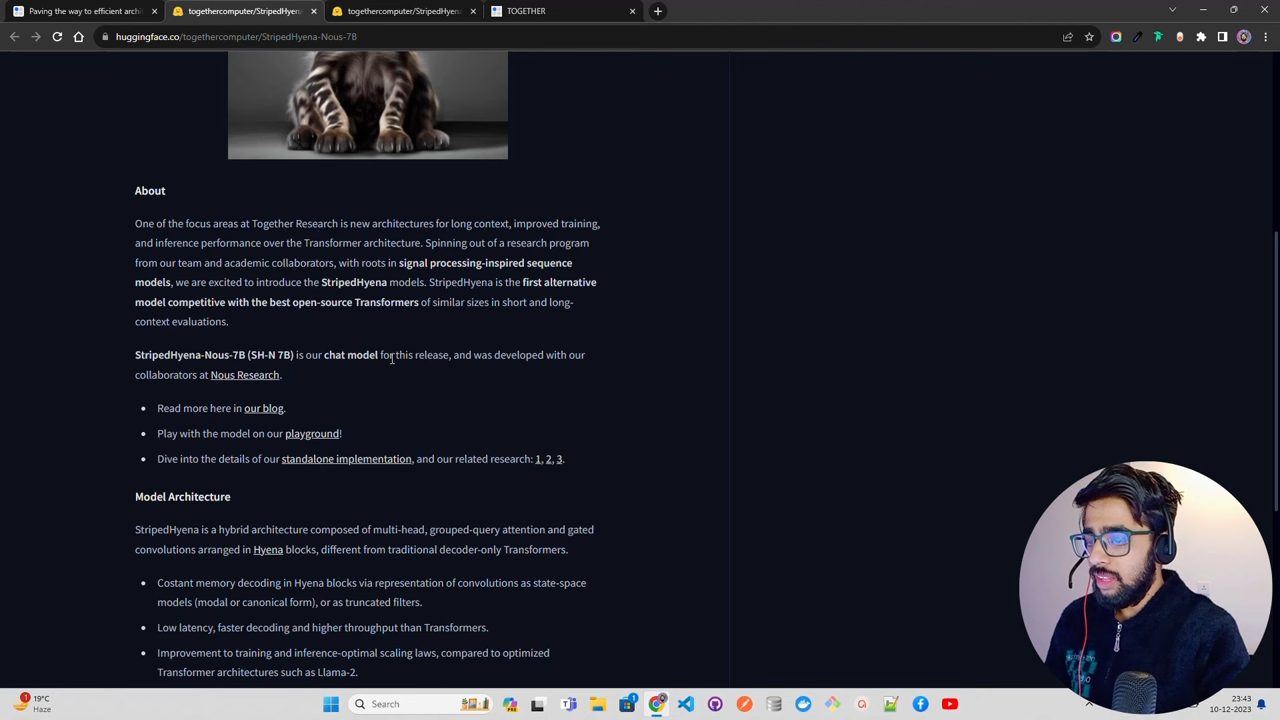 Paving the way to efficient archi
togethercomputer/StripedHyena
togethercomputer/StripedHyena
TOGETHER
huggingface.co/togethercomputer/StripedHyena-Nous-7B
About
One of the focus areas at Together Research is new architectures for long context, improved training,
and inference performance over the Transformer architecture. Spinning out of a research program
from our team and academic collaborators, with roots in signal processing-inspired sequence
models, we are excited to introduce the StripedHyena models. StripedHyena is the first alternative
model competitive with the best open-source Transformers of similar sizes in short and long-
context evaluations.
StripedHyena-Nous-7B (SH-N 7B) is our chat model for this release, and was developed with our
collaborators at Nous Research.
• Read more here in our blog.
• Play with the model on our playground!
• Dive into the details of our standalone implementation, and our related research: 1, 2, 3.
Model Architecture
StripedHyena is a hybrid architecture composed of multi-head, grouped-query attention and gated
convolutions arranged in Hyena blocks, different from traditional decoder-only Transformers.
• Costant memory decoding in Hyena blocks via representation of convolutions as state-space
models (modal or canonical form), or as truncated filters.
• Low latency, faster decoding and higher throughput than Transformers.
• Improvement to training and inference-optimal scaling laws, compared to optimized
Transformer architectures such as Llama-2.
1
19°C
Haze
Search
1
23:43
10-12-2023